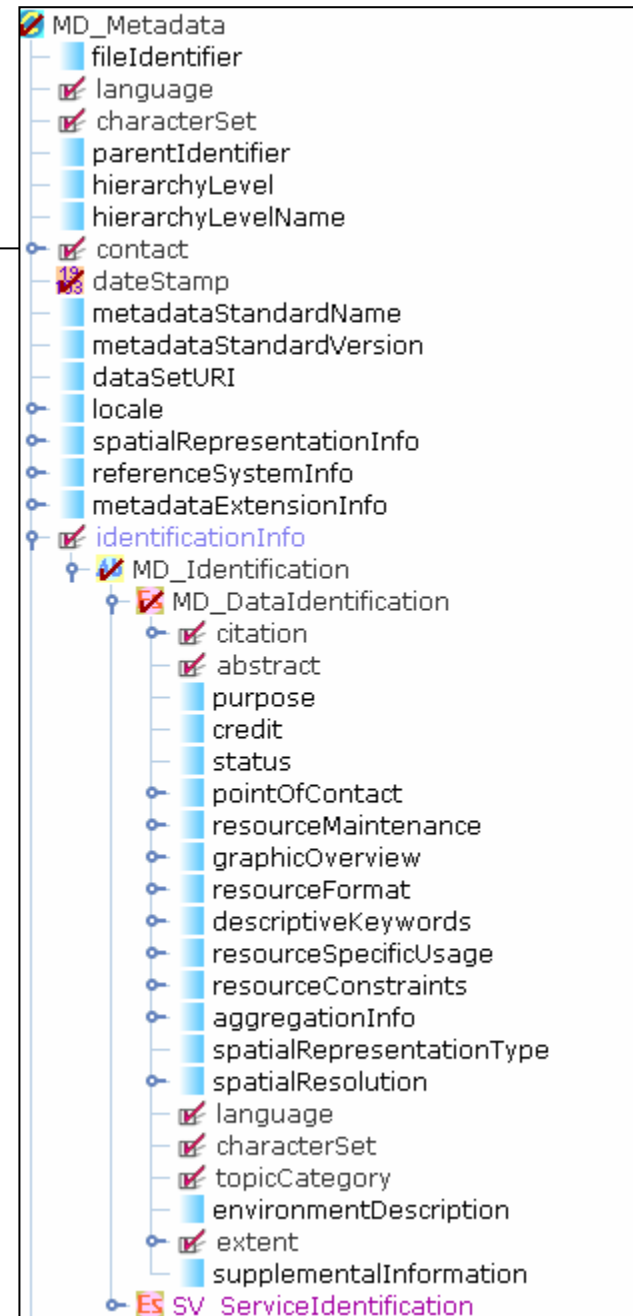 MD_Metadata
fileIdentifier
language
characterSet
parentIdentifier
hierarchyLevel
hierarchyLevelName
contact
dateStamp
metadataStandardName
metadataStandardVersion
dataSetURI
locale
spatialRepresentationInfo
referenceSystemInfo
metadataExtensionInfo
identificationInfo
MD_Identification
MD_DataIdentification
citation
abstract
purpose
credit
status
pointOfContact
resourceMaintenance
graphicOverview
resourceFormat
descriptiveKeywords
resourceSpecificUsage
resourceConstraints
aggregationInfo
spatialRepresentationType
spatialResolution
language
characterSet
topicCategory
environmentDescription
extent
supplementalInformation
Es SV_ServiceIdentification